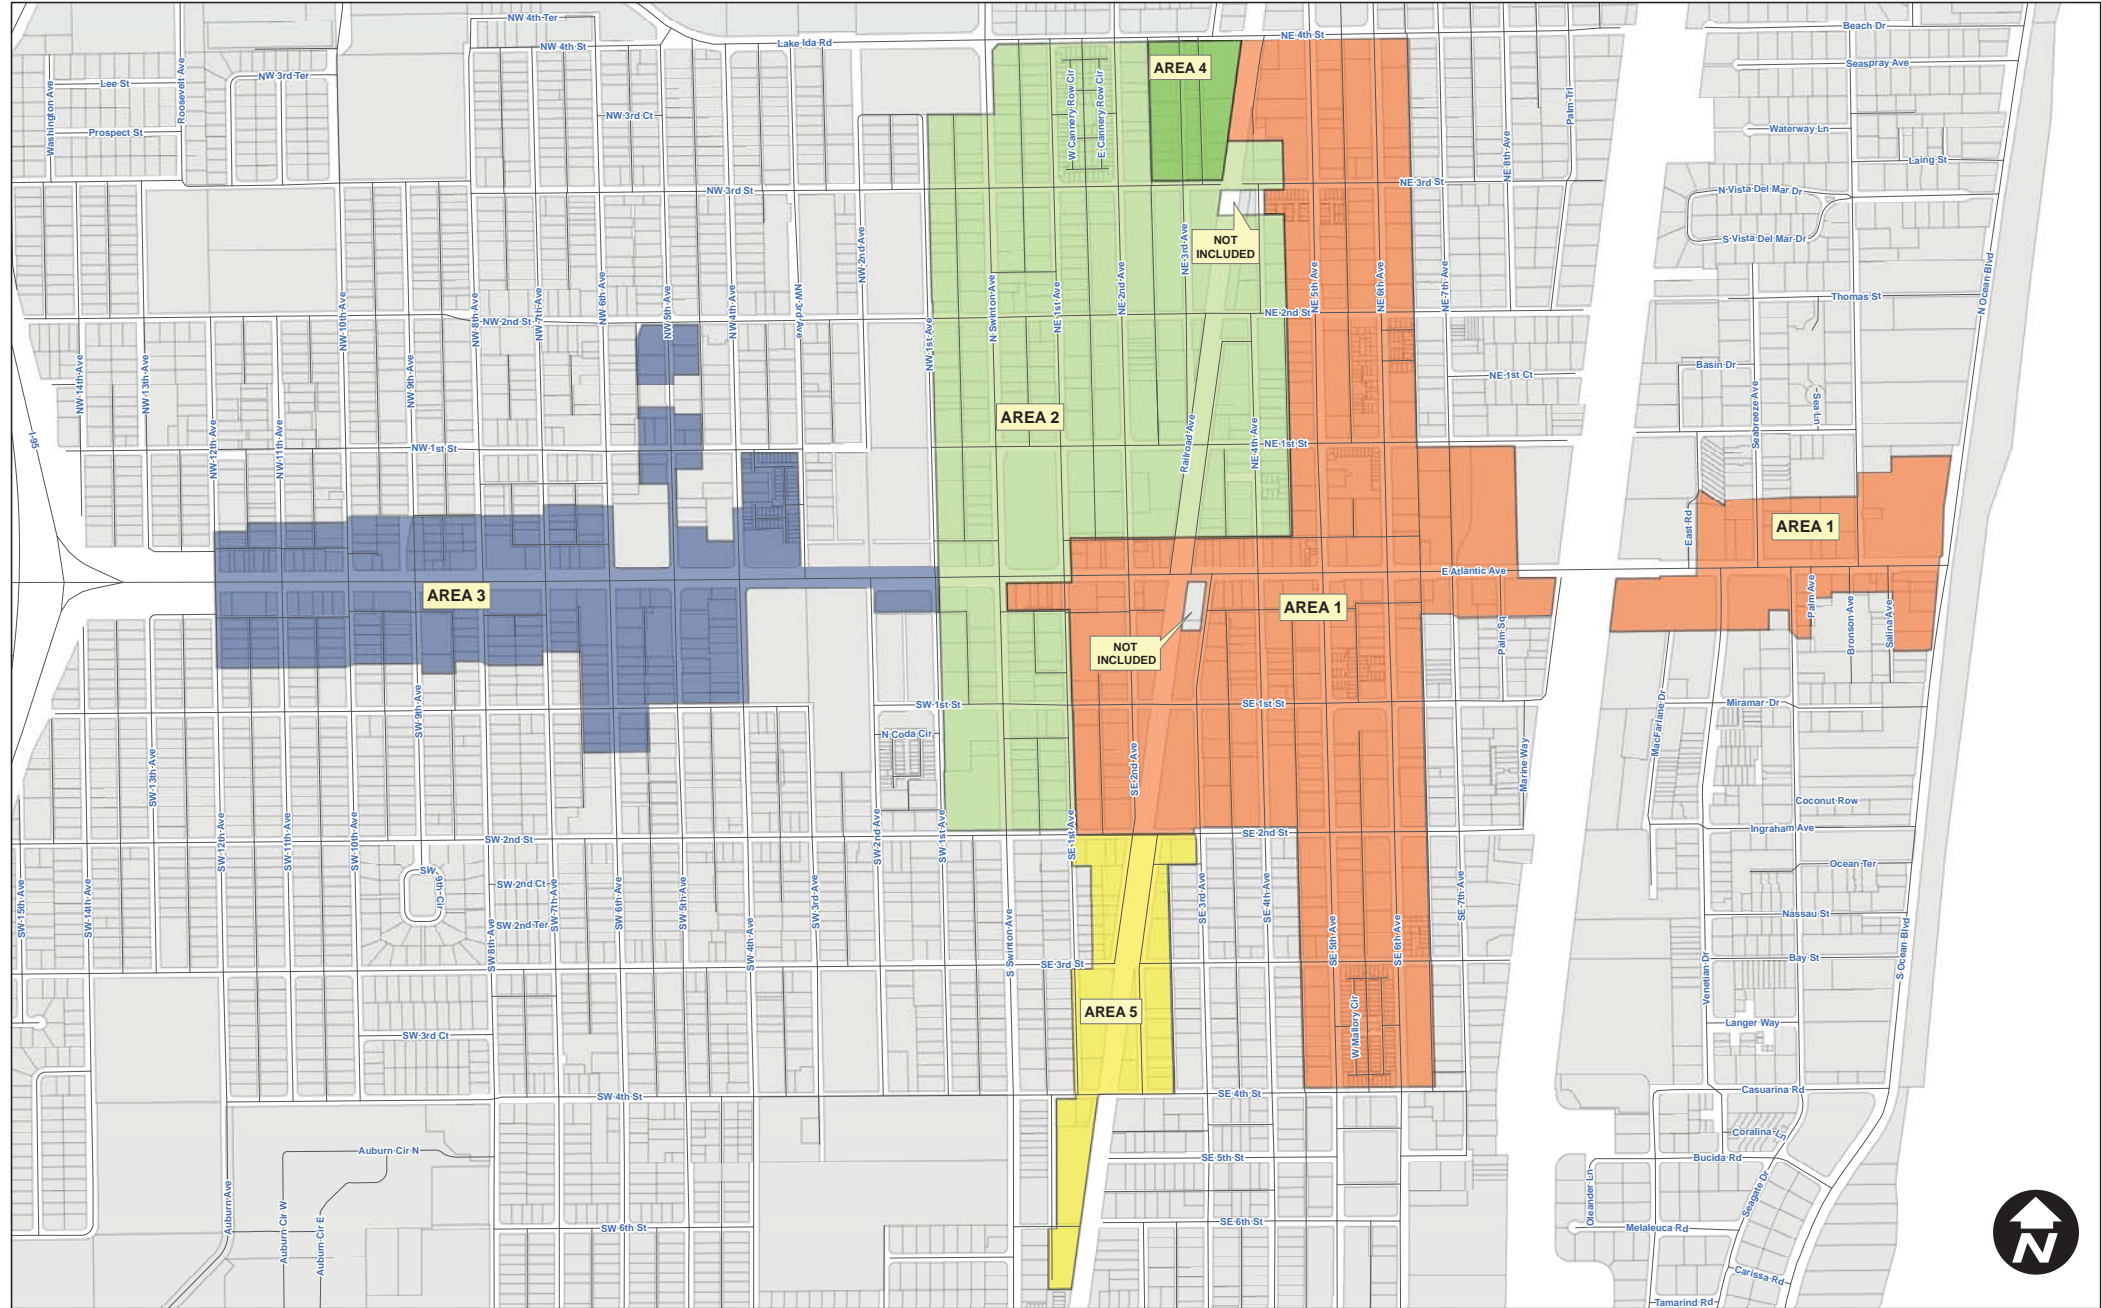 NW 4th Ter
NW 4th St
Lake Ida Rd
NE 4th St
Beach Dr
Seaspray Ave
NW 3rd Ter
Lee St
Roosevelt Ave
Washington Ave
Prospect St
NW 3rd Ct
W Cannery Row Cir
E Cannery Row Cir
AREA 4
Palm Trl
NE 8th Ave
Waterway Ln
Laing St
NW 3rd St
NE 3rd St
N Vista Del Mar Dr
S Vista Del Mar Dr
NOT
INCLUDED
NE 3rd Ave
NW 2nd Ave
N Ocean Blvd
Thomas St
NW 10th Ave
NW 8th Ave
NW 7th Ave
NW 6th Ave
NW 5th Ave
NW 4th Ave
NW 3rd Ave
NW 2nd St
NW 1st Ave
N Swinton Ave
NE 1st Ave
NE 2nd Ave
NE 2nd St
NE 5th Ave
NE 6th Ave
NE 7th Ave
NW 14th Ave
NW 13th Ave
NW 9th Ave
Basin Dr
NE 1st Ct
Seabreeze Ave
Sea Ln
I-95
NW 12th Ave
NW 11th Ave
NW 1st St
AREA 2
Railroad Ave
NE 4th Ave
NE 1st St
East Rd
AREA 1
E Atlantic Ave
AREA 3
AREA 1
Palm Ave
Bronson Ave
Salina Ave
Palm Sq
NOT
INCLUDED
SW 9th Ave
SW 1st St
SE 1st St
N Coda Cir
MacFarlane Dr
Miramar Dr
SW 13th Ave
SE 2nd Ave
Marine Way
Coconut Row
Ingraham Ave
SW 12th Ave
SW 11th Ave
SW 10th Ave
SW 2nd St
SW 2nd Ave
SW 1st Ave
SE 1st Ave
SE 2nd St
Ocean Ter
SW 9th Cir
SW 2nd Ct
SW 15th Ave
SW 14th Ave
SW 8th Ave
SW 2nd Ter
SW 7th Ave
SW 6th Ave
SW 5th Ave
SW 4th Ave
SW 3rd Ave
S Swinton Ave
SE 3rd Ave
SE 4th Ave
SE 5th Ave
SE 6th Ave
SE 7th Ave
Nassau St
S Ocean Blvd
SE 3rd St
Venetian Dr
Bay St
AREA 5
W Mallory Cir
Langer Way
SW 3rd Ct
SW 4th St
SE 4th St
Casuarina Rd
Coralina Ln
Auburn Cir N
SE 5th St
Bucida Rd
Auburn Ave
Auburn Cir W
Auburn Cir E
SW 6th St
SE 6th St
Oleander Ln
Seagate Dr
Melaleuca Rd
Carissa Rd
Tamarind Rd
N